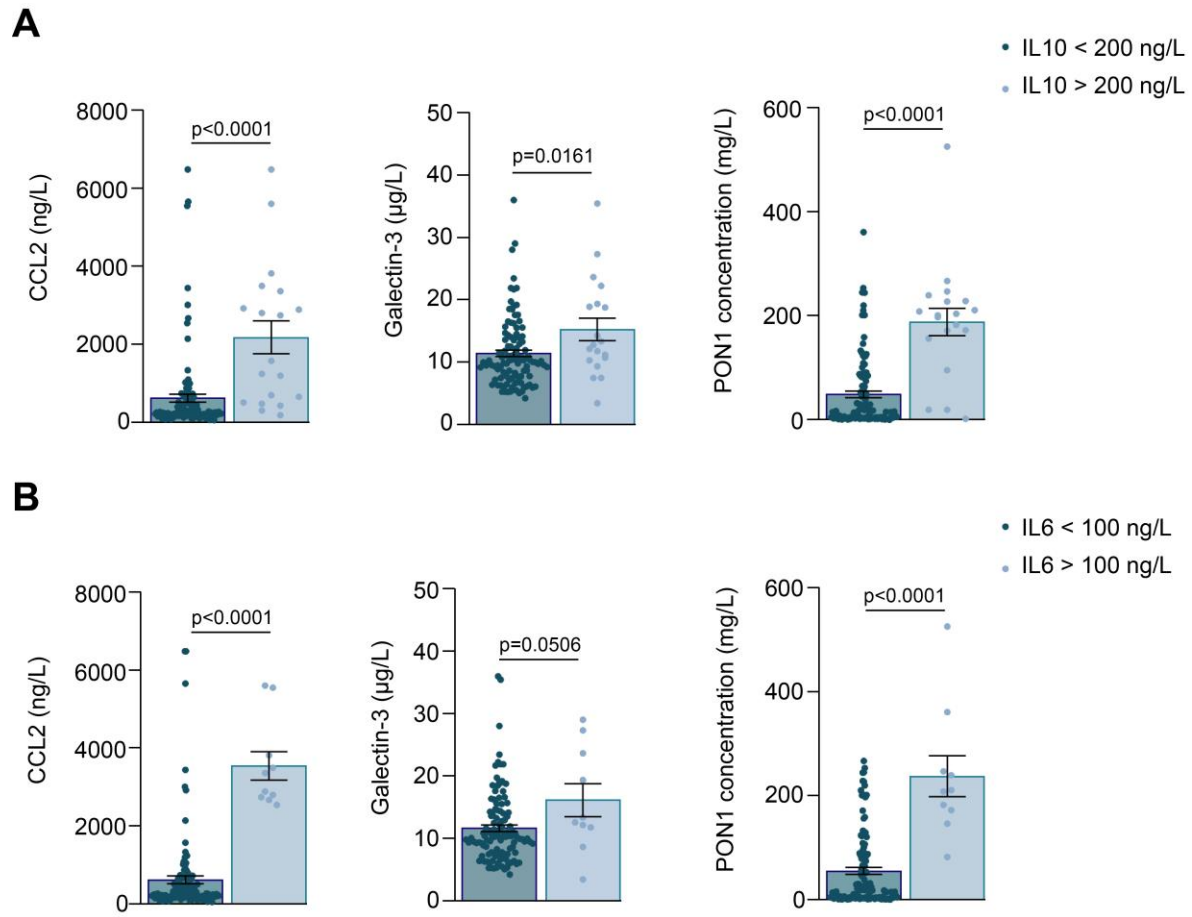 A
IL10 < 200 ng/L
IL10 > 200 ng/L
CCL2 (ng/L)
8000
6000
4000
2000
0
p<0.0001
Galectin-3 (µg/L)
50
40
30
20
10
0
p=0.0161
PON1 concentration (mg/L)
600
400
200
0
p<0.0001
B
IL6 < 100 ng/L
IL6 > 100 ng/L
CCL2 (ng/L)
8000
6000
4000
2000
0
p<0.0001
Galectin-3 (µg/L)
50
40
30
20
10
0
p=0.0506
PON1 concentration (mg/L)
600
400
200
0
p<0.0001